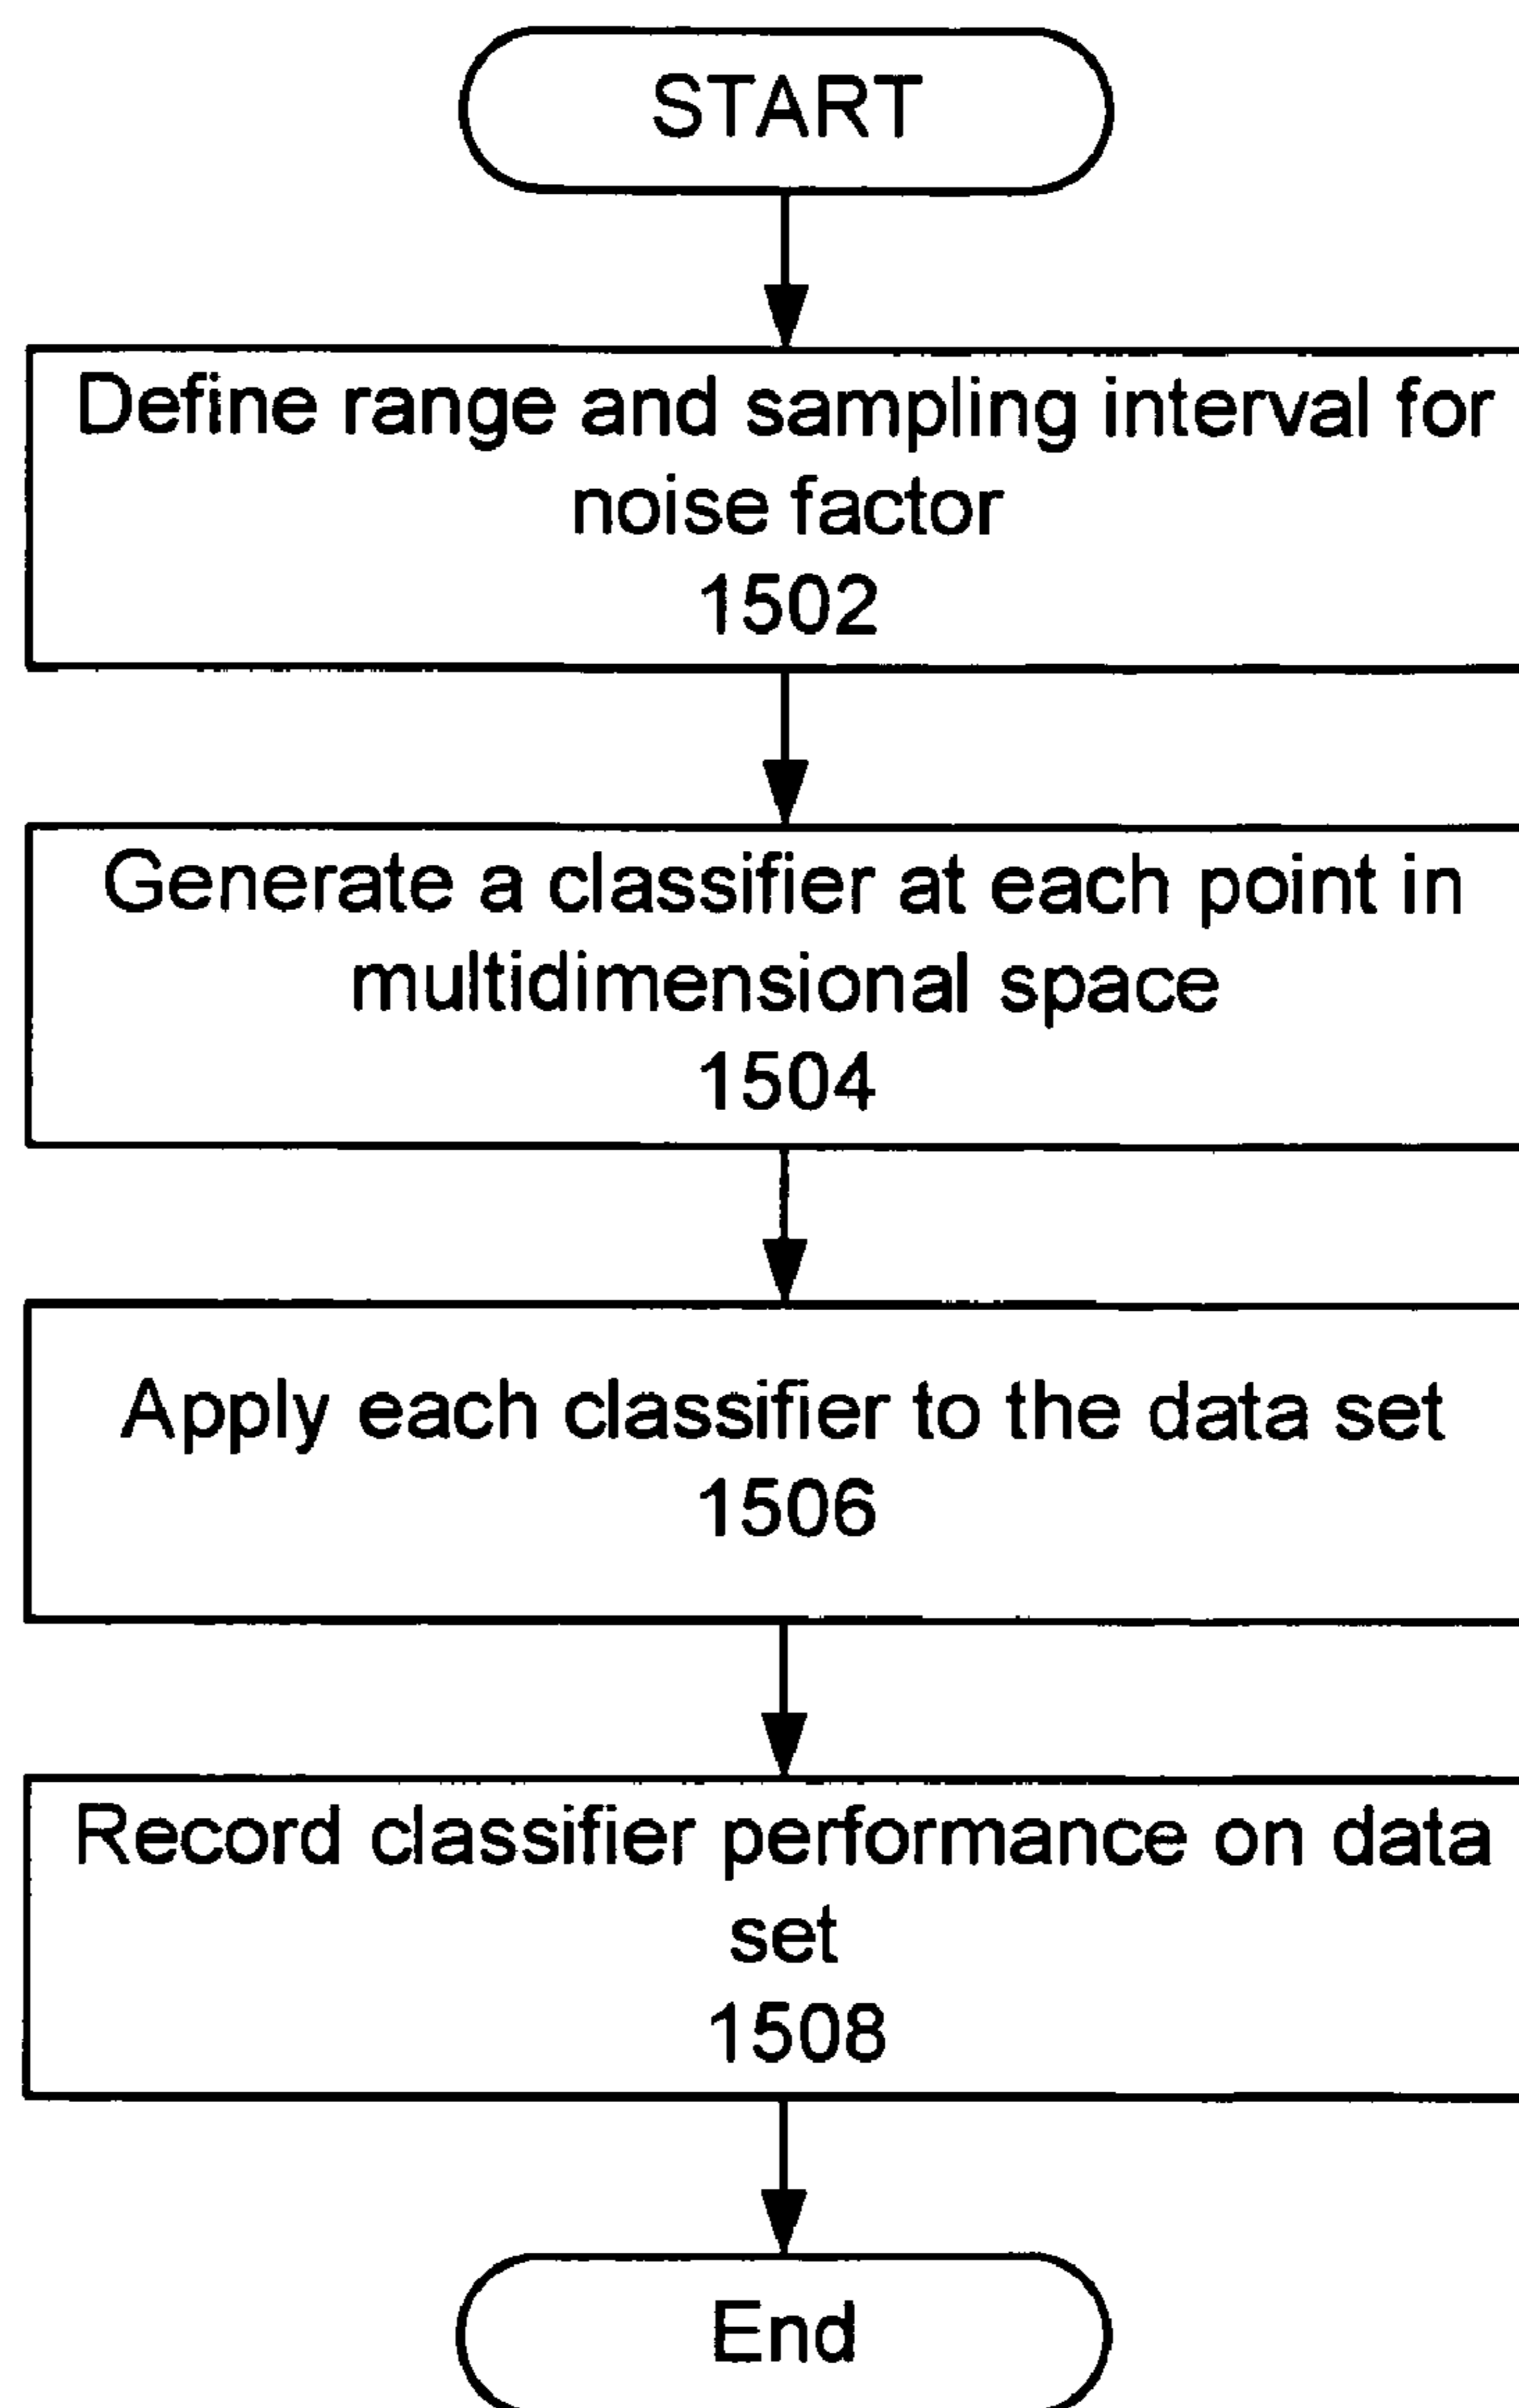 START
Define range and sampling interval for
noise factor
1502
Generate a classifier at each point in
multidimensional space
1504
Apply each classifier to the data set
1506
Record classifier performance on data
set
1508
End